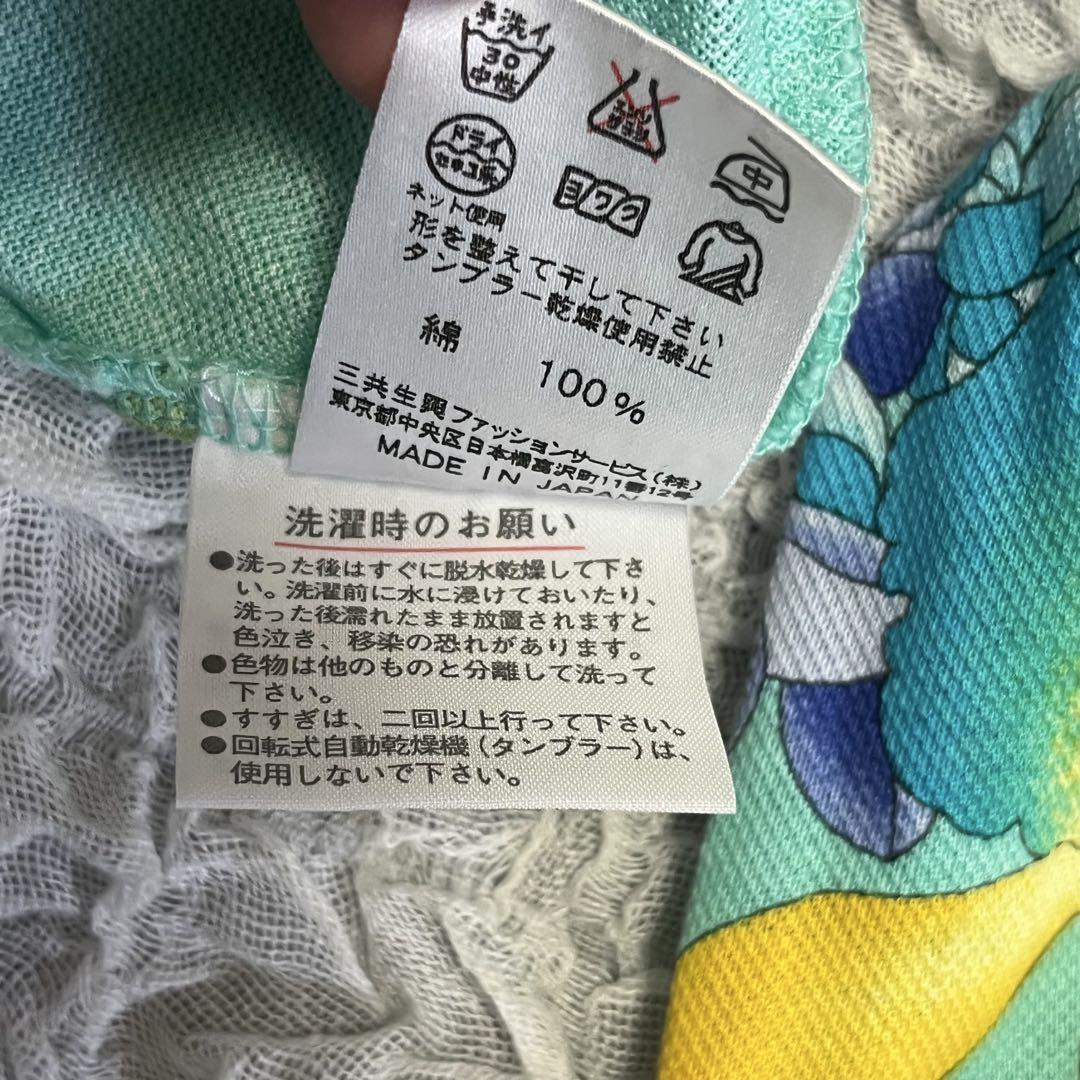 手洗イ
30
中性
エンソ
サラシ
ドライ
セキユ系
ヨワク
中
ネット使用
形を整えて干して下さい
タンブラー乾燥使用禁止
綿 100%
三共生興ファッションサービス(株)
東京都中央区日本橋富沢町11番12号
MADE IN JAPAN
洗濯時のお願い
●洗った後はすぐに脱水乾燥して下さ
い。洗濯前に水に浸けておいたり、
洗った後濡れたまま放置されますと
色泣き、移染の恐れがあります。
●色物は他のものと分離して洗って
下さい。
●すすぎは、二回以上行って下さい。
●回転式自動乾燥機(タンブラー)は、
使用しないで下さい。